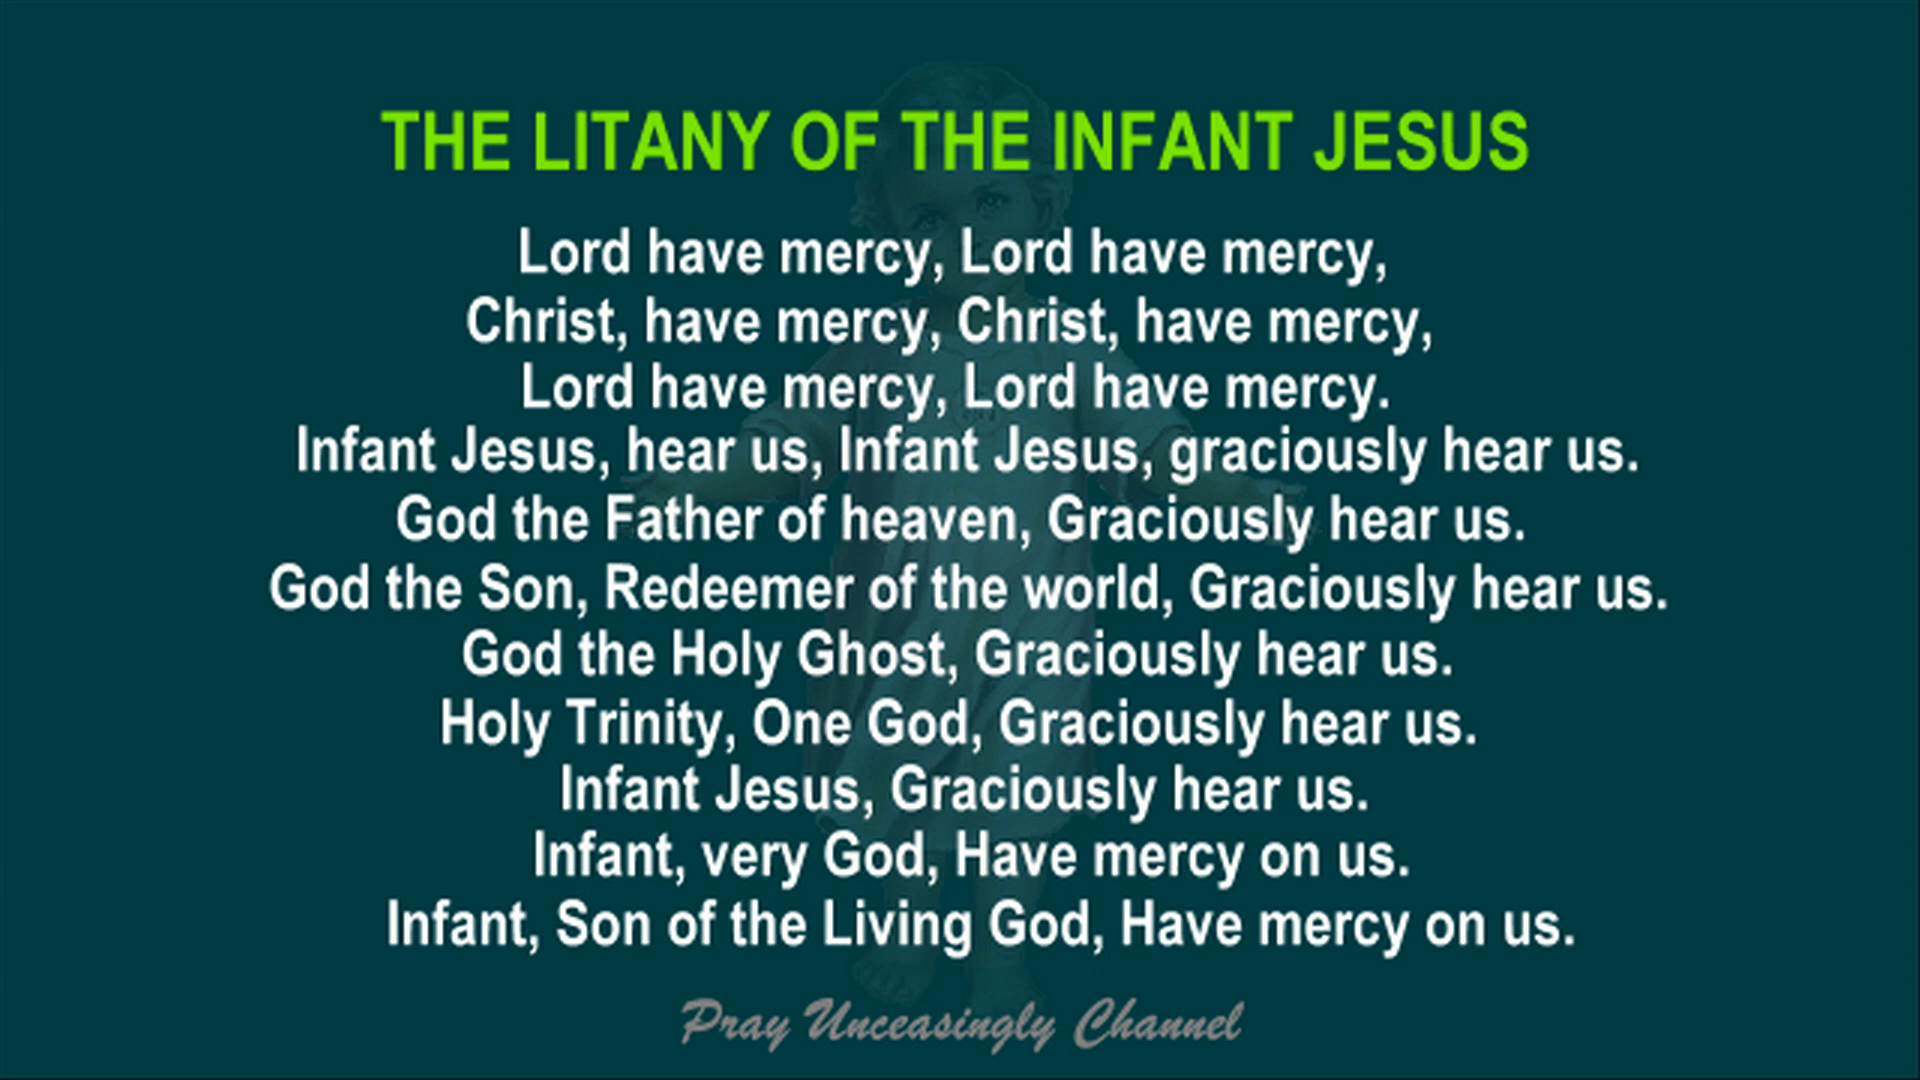 THE LITANY OF THE INFANT JESUS
Lord have mercy, Lord have mercy,
Christ, have mercy, Christ, have mercy,
Lord have mercy, Lord have mercy.
Infant Jesus, hear us, Infant Jesus, graciously hear us.
God the Father of heaven, Graciously hear us.
God the Son, Redeemer of the world, Graciously hear us.
God the Holy Ghost, Graciously hear us.
Holy Trinity, One God, Graciously hear us.
Infant Jesus, Graciously hear us.
Infant, very God, Have mercy on us.
Infant, Son of the Living God, Have mercy on us.
Pray Unceasingly Channel